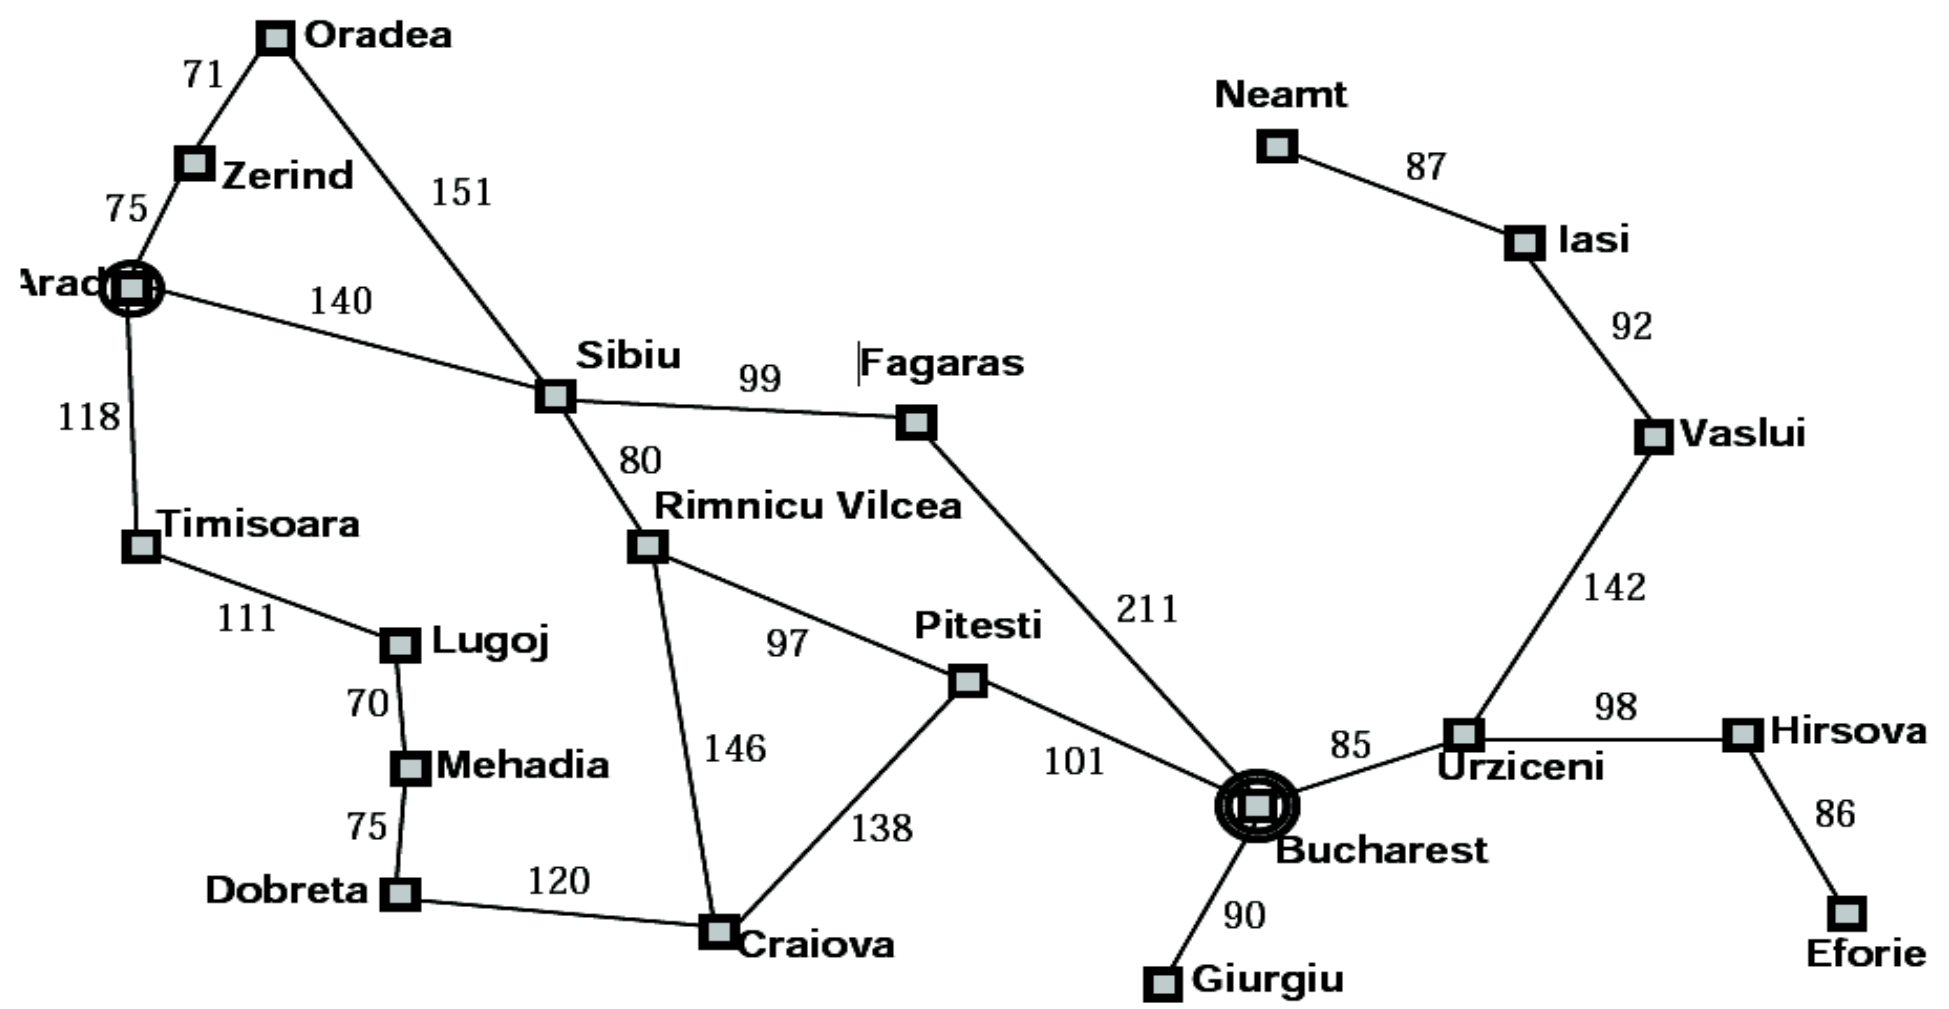 Oradea
71
Neamt
87
Zerind
151
75
Iasi
Arad
140
92
Sibiu
99
Fagaras
118
Vaslui
80
Rimnicu Vilcea
Timisoara
142
211
111
Pitesti
97
Lugoj
70
98
Hirsova
146
101
85
Urziceni
Mehadia
86
75
138
Bucharest
Dobreta
120
90
Craiova
Eforie
Giurgiu